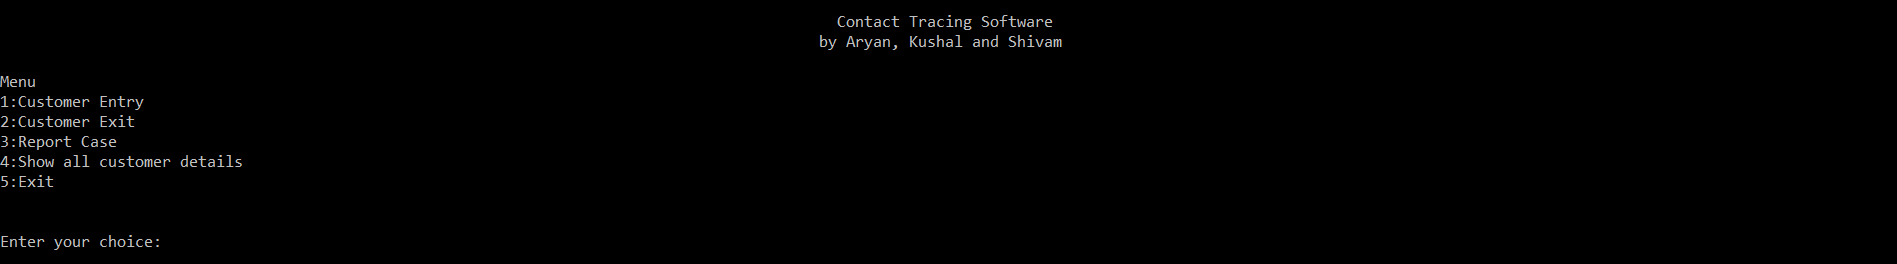 Contact Tracing Software
by Aryan, Kushal and Shivam
Menu
1:Customer Entry
2:Customer Exit
3:Report Case
4:Show all customer details
5:Exit
Enter your choice: